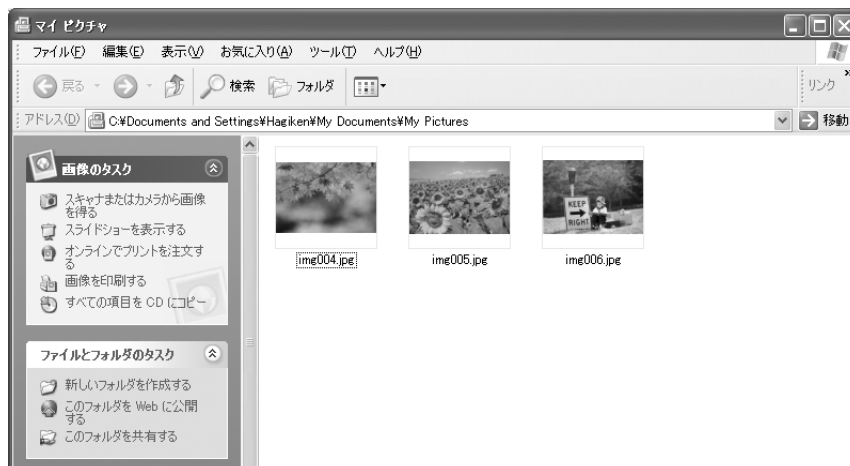 マイ ピクチャ
ファイル(F) 編集(E) 表示(V) お気に入り(A) ツール(T) ヘルプ(H)
戻る 検索 フォルダ リンク »
アドレス(D) C:¥Documents and Settings¥Hagiken¥My Documents¥My Pictures 移動
画像のタスク
スキャナまたはカメラから画像
を得る
スライドショーを表示する
オンラインでプリントを注文す
る
画像を印刷する
すべての項目を CD にコピー
ファイルとフォルダのタスク
新しいフォルダを作成する
このフォルダを Web に公開
する
このフォルダを共有する
KEEP
RIGHT
img004.jpg img005.jpg img006.jpg